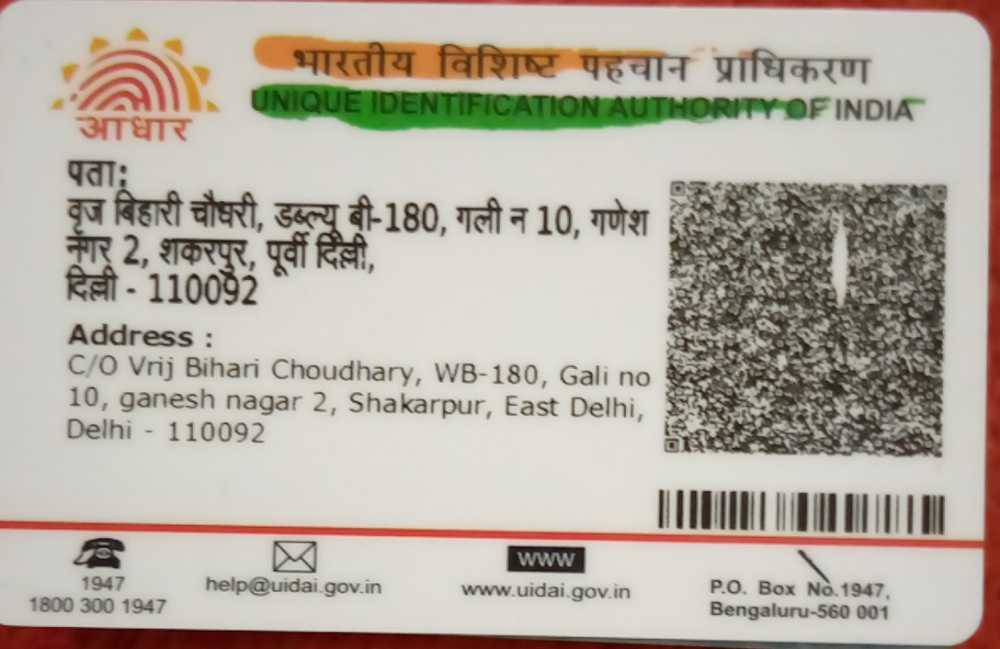 आधार
भारतीय विशिष्ट पहचान प्राधिकरण
UNIQUE IDENTIFICATION AUTHORITY OF INDIA
पता:
वृज बिहारी चौधरी, डब्ल्यू बी-180, गली न 10, गणेश
नगर 2, शकरपुर, पूर्वी दिल्ली,
दिल्ली - 110092
Address :
C/O Vrij Bihari Choudhary, WB-180, Gali no
10, ganesh nagar 2, Shakarpur, East Delhi,
Delhi - 110092
1947
1800 300 1947
help@uidai.gov.in
www
www.uidai.gov.in
P.O. Box No.1947,
Bengaluru-560 001